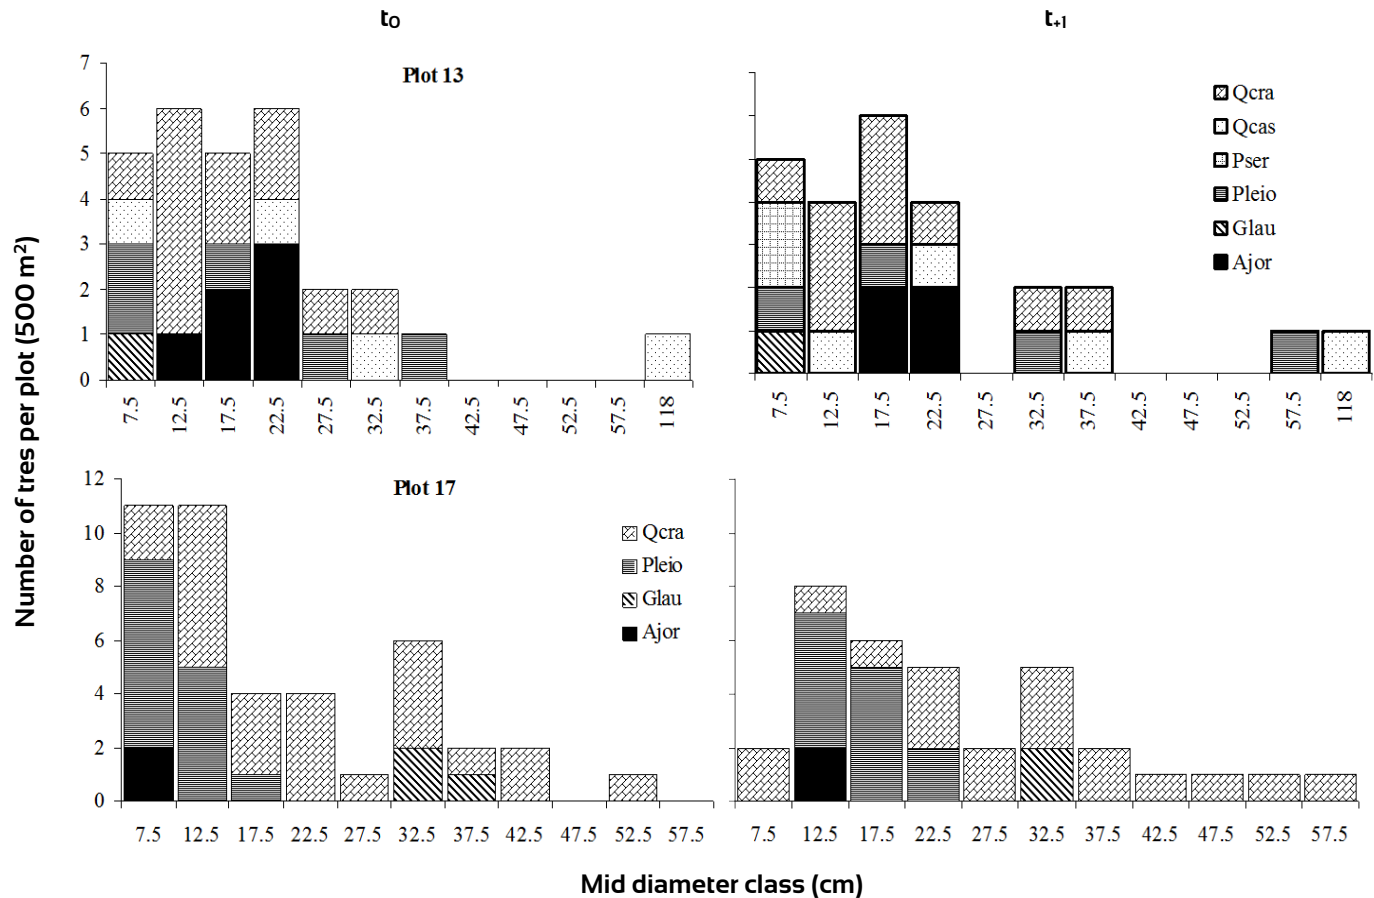 t0
t+1
Number of tres per plot (500 m²)
Plot 13
7
6
5
4
3
2
1
0
7.5
12.5
17.5
22.5
27.5
32.5
37.5
42.5
47.5
52.5
57.5
118
Qcra
Qcas
Pser
Pleio
Glau
Ajor
7.5
12.5
17.5
22.5
27.5
32.5
37.5
42.5
47.5
52.5
57.5
118
Plot 17
12
10
8
6
4
2
0
Qcra
Pleio
Glau
Ajor
7.5 12.5 17.5 22.5 27.5 32.5 37.5 42.5 47.5 52.5 57.5
7.5 12.5 17.5 22.5 27.5 32.5 37.5 42.5 47.5 52.5 57.5
Mid diameter class (cm)